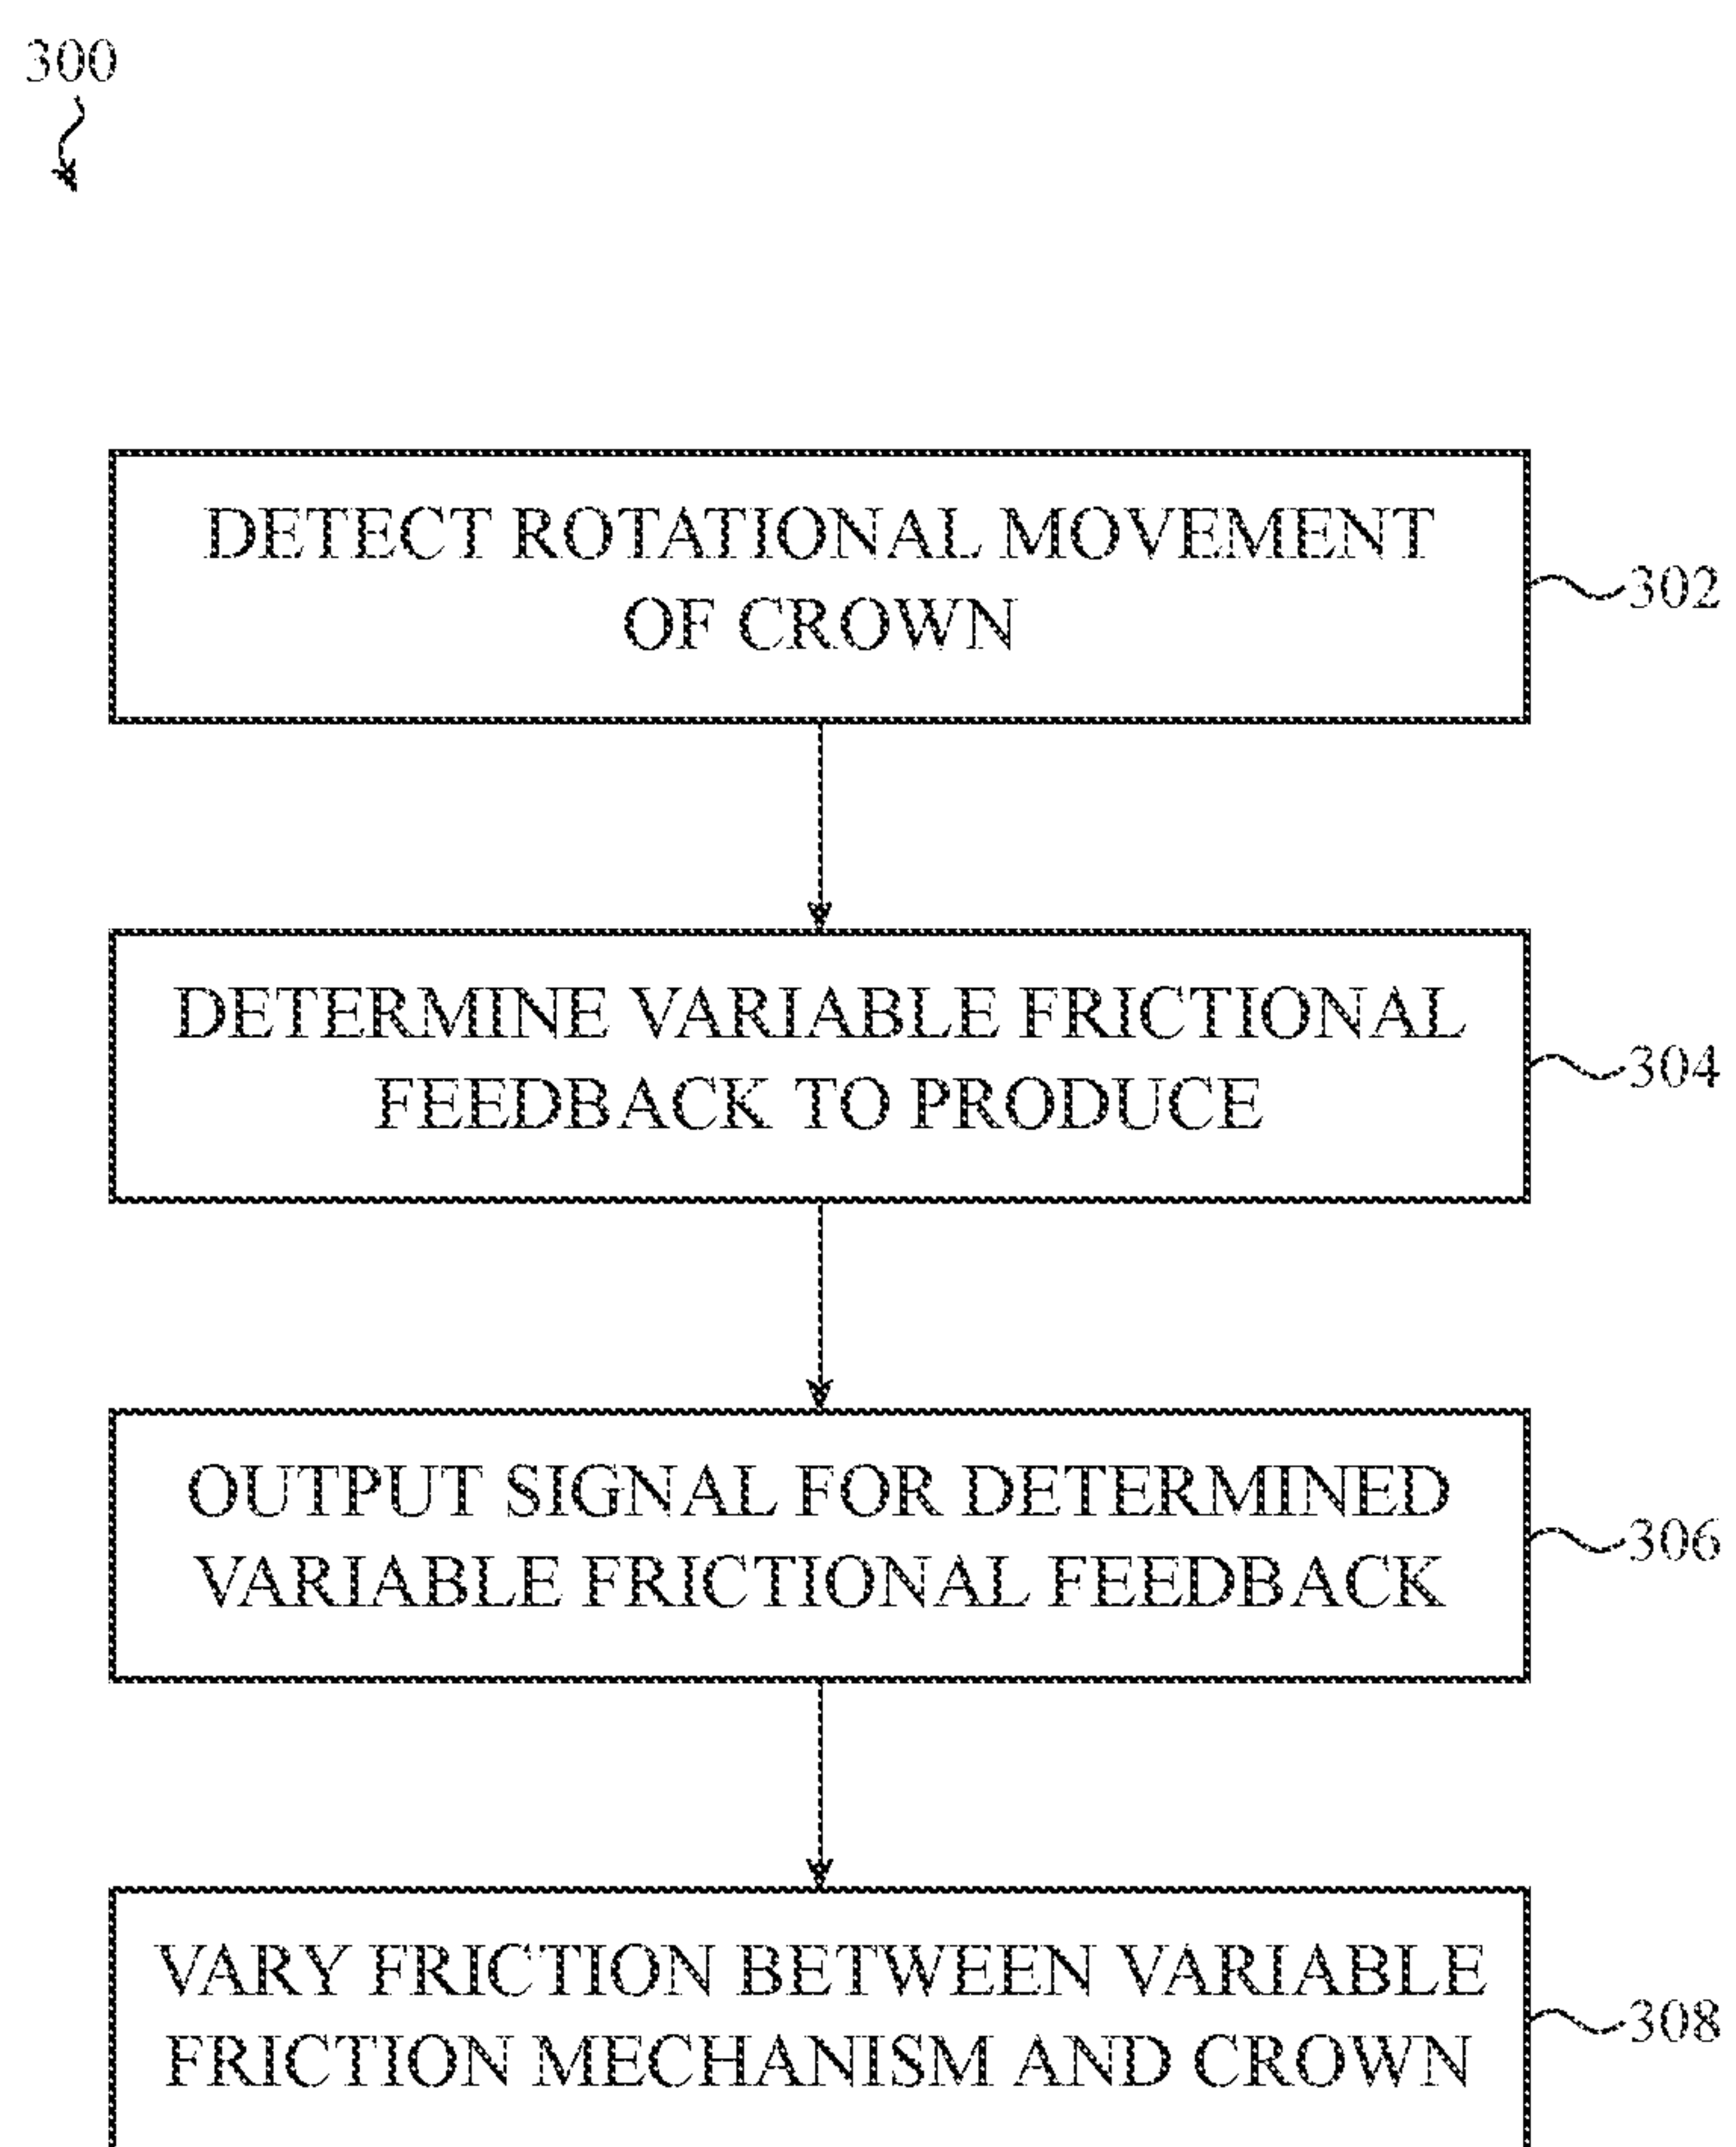 300
DETECT ROTATIONAL MOVEMENT
OF CROWN
302
DETERMINE VARIABLE FRICTIONAL
FEEDBACK TO PRODUCE
304
OUTPUT SIGNAL FOR DETERMINED
VARIABLE FRICTIONAL FEEDBACK
306
VARY FRICTION BETWEEN VARIABLE
FRICTION MECHANISM AND CROWN
308